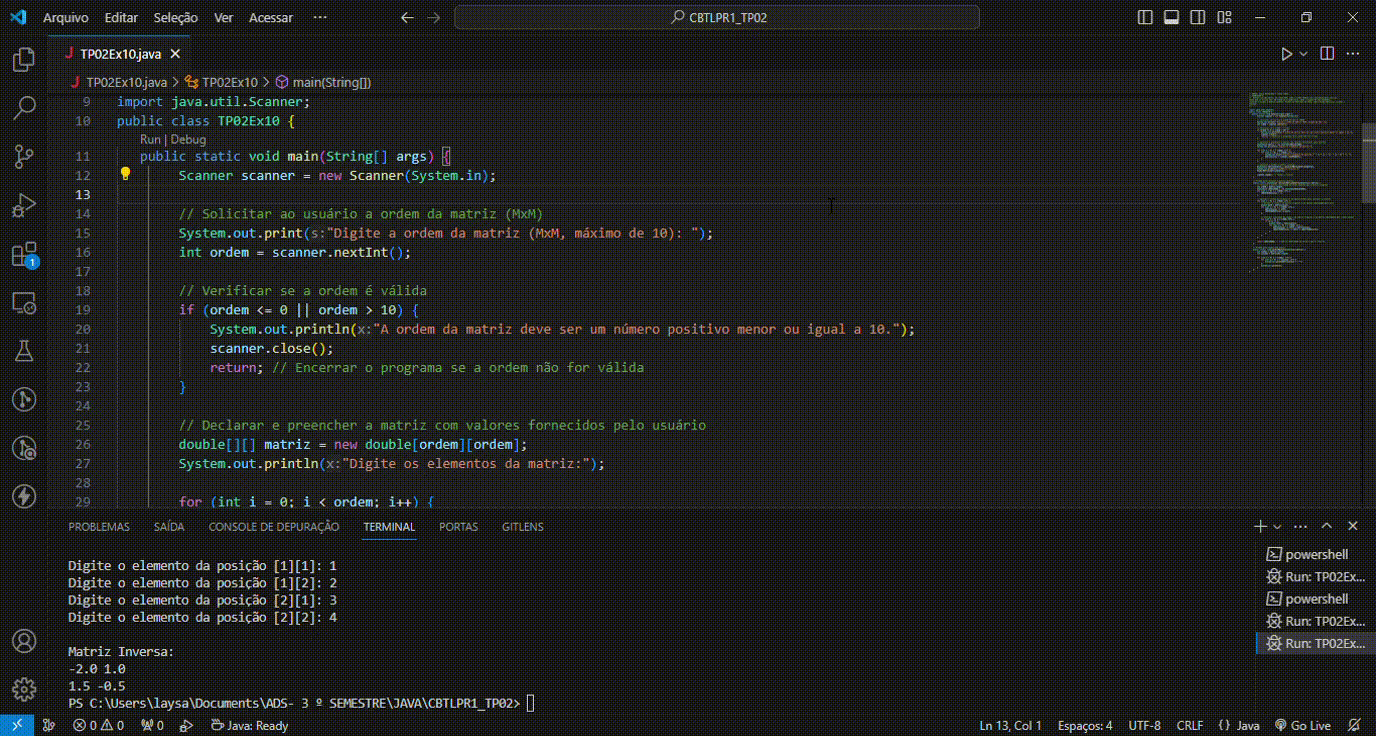 Arquivo Editar Seleção Ver Acessar ··· CBTLPR1_TP02
TP02Ex10.java
TP02Ex10.java > TP02Ex10 > main(String[])
9 import java.util.Scanner;
10 public class TP02Ex10 {
Run | Debug
11 public static void main(String[] args) {
12 Scanner scanner = new Scanner(System.in);
13
14 // Solicitar ao usuário a ordem da matriz (MxM)
15 System.out.print(s:"Digite a ordem da matriz (MxM, máximo de 10): ");
16 int ordem = scanner.nextInt();
17
18 // Verificar se a ordem é válida
19 if (ordem <= 0 || ordem > 10) {
20 System.out.println(x:"A ordem da matriz deve ser um número positivo menor ou igual a 10.");
21 scanner.close();
22 return; // Encerrar o programa se a ordem não for válida
23 }
24
25 // Declarar e preencher a matriz com valores fornecidos pelo usuário
26 double[][] matriz = new double[ordem][ordem];
27 System.out.println(x:"Digite os elementos da matriz:");
28
29 for (int i = 0; i < ordem; i++) {
1
PROBLEMAS SAÍDA CONSOLE DE DEPURAÇÃO TERMINAL PORTAS GITLENS
Digite o elemento da posição [1][1]: 1
Digite o elemento da posição [1][2]: 2
Digite o elemento da posição [2][1]: 3
Digite o elemento da posição [2][2]: 4
Matriz Inversa:
-2.0 1.0
1.5 -0.5
PS C:\Users\laysa\Documents\ADS- 3 º SEMESTRE\JAVA\CBTLPR1_TP02>
powershell
Run: TP02Ex...
powershell
Run: TP02Ex...
Run: TP02Ex...
0 0 0 Java: Ready Ln 13, Col 1 Espaços: 4 UTF-8 CRLF {} Java Go Live